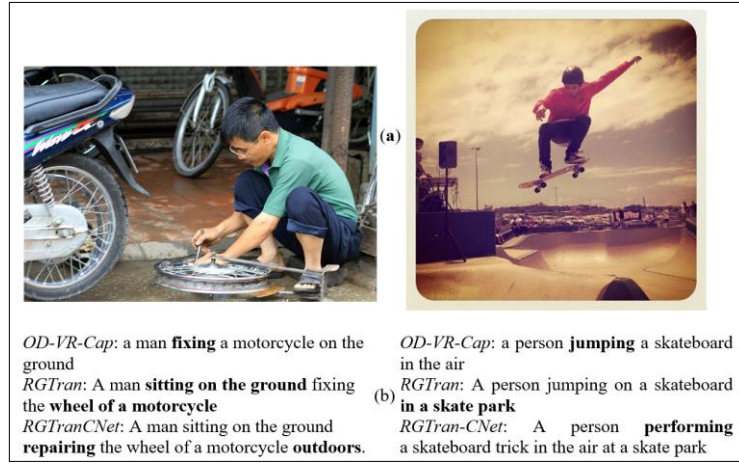 (a)
OD-VR-Cap: a man fixing a motorcycle on the
ground
RGTran: A man sitting on the ground fixing
the wheel of a motorcycle
RGTranCNet: A man sitting on the ground
repairing the wheel of a motorcycle outdoors.
(b)
OD-VR-Cap: a person jumping a skateboard
in the air
RGTran: A person jumping on a skateboard
in a skate park
RGTran-CNet: A person performing
a skateboard trick in the air at a skate park